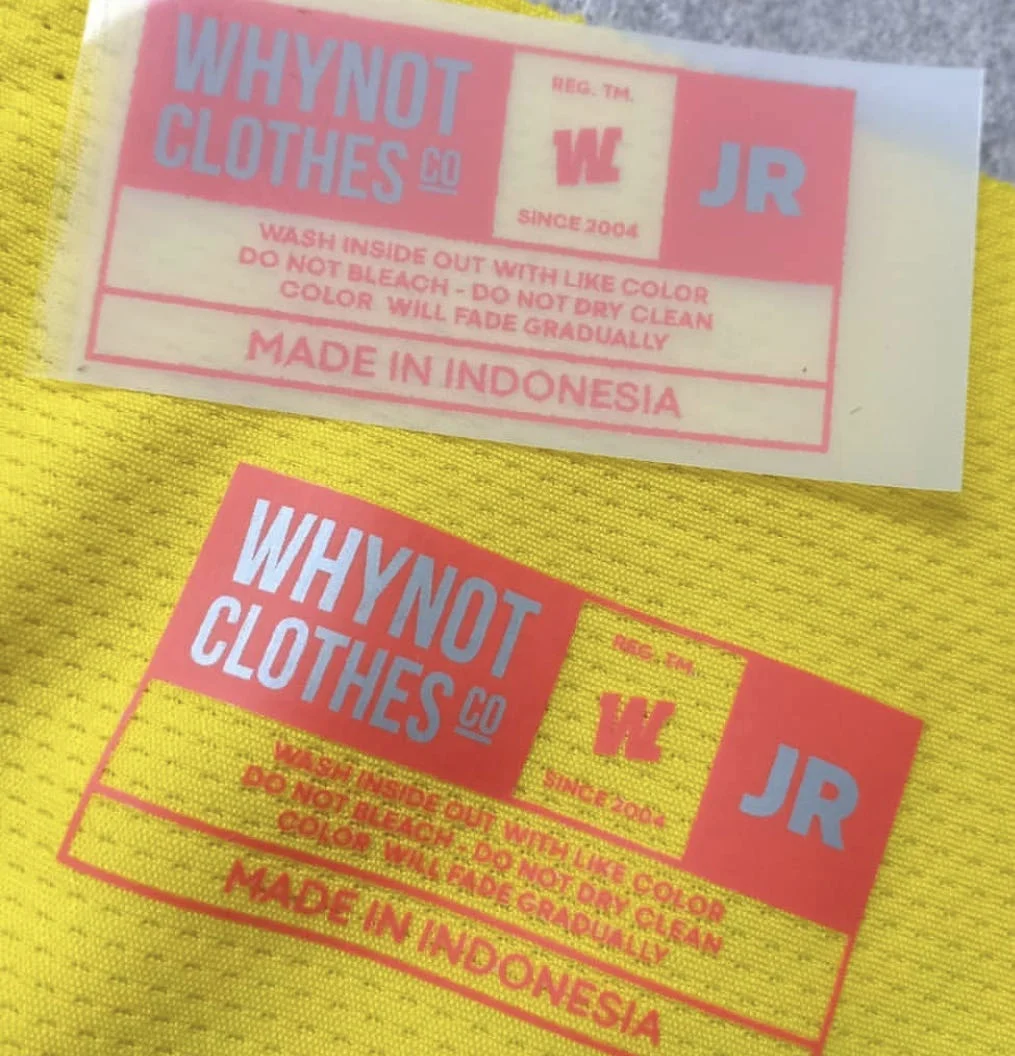 WHYNOT
CLOTHES CO
REG. TM.
W
SINCE 2004
JR
WASH INSIDE OUT WITH LIKE COLOR
DO NOT BLEACH - DO NOT DRY CLEAN
COLOR WILL FADE GRADUALLY
MADE IN INDONESIA
WHYNOT
CLOTHES CO
REG. TM.
W
SINCE 2004
JR
WASH INSIDE OUT WITH LIKE COLOR
DO NOT BLEACH - DO NOT DRY CLEAN
COLOR WILL FADE GRADUALLY
MADE IN INDONESIA